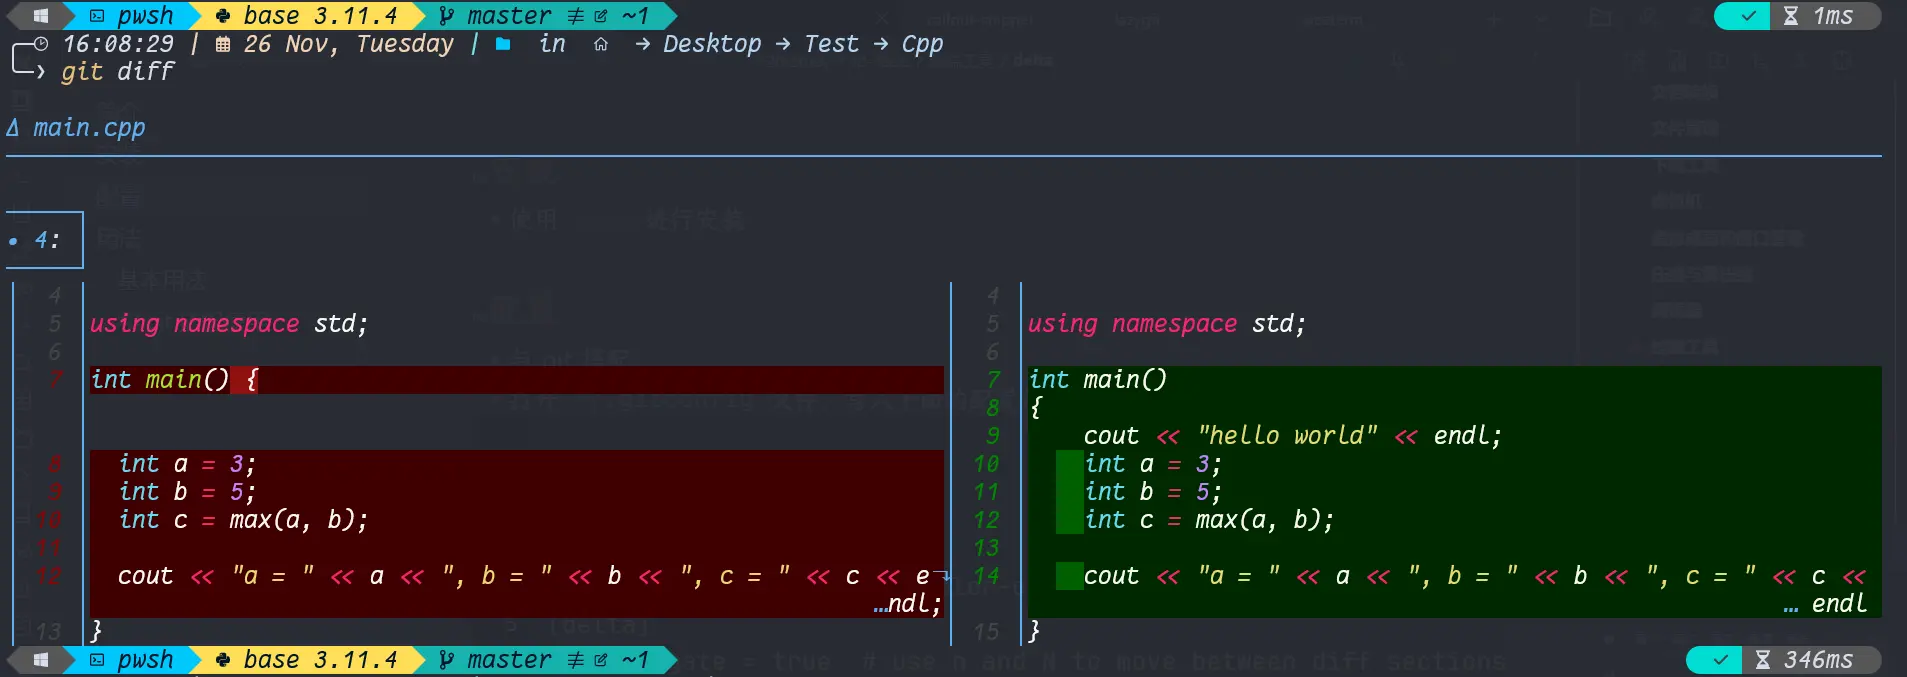 pwsh base 3.11.4 master ≢ ~1 ✓ 1ms
16:08:29 | 26 Nov, Tuesday | in → Desktop → Test → Cpp
git diff
Δ main.cpp
• 4:
4 4
5 using namespace std; 5 using namespace std;
6 6
7 int main() { 7 int main()
8 {
9 cout << "hello world" << endl;
8 int a = 3; 10 int a = 3;
9 int b = 5; 11 int b = 5;
10 int c = max(a, b); 12 int c = max(a, b);
11 13
12 cout << "a = " << a << ", b = " << b << ", c = " << c << e↴ 14 cout << "a = " << a << ", b = " << b << ", c = " << c <<
…ndl; … endl
13 } 15 }
pwsh base 3.11.4 master ≢ ~1 ✓ 346ms